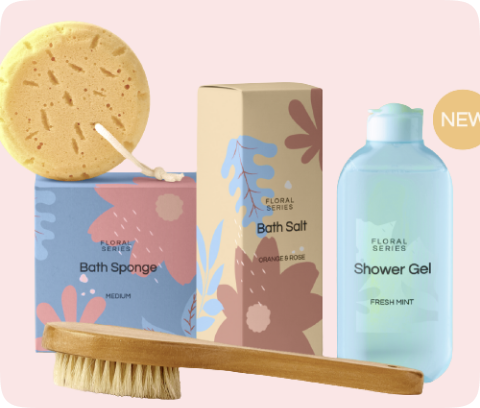 NEW
FLORAL
SERIES
Bath Salt
ORANGE & ROSE
FLORAL
SERIES
Bath Sponge
MEDIUM
FLORAL
SERIES
Shower Gel
FRESH MINT